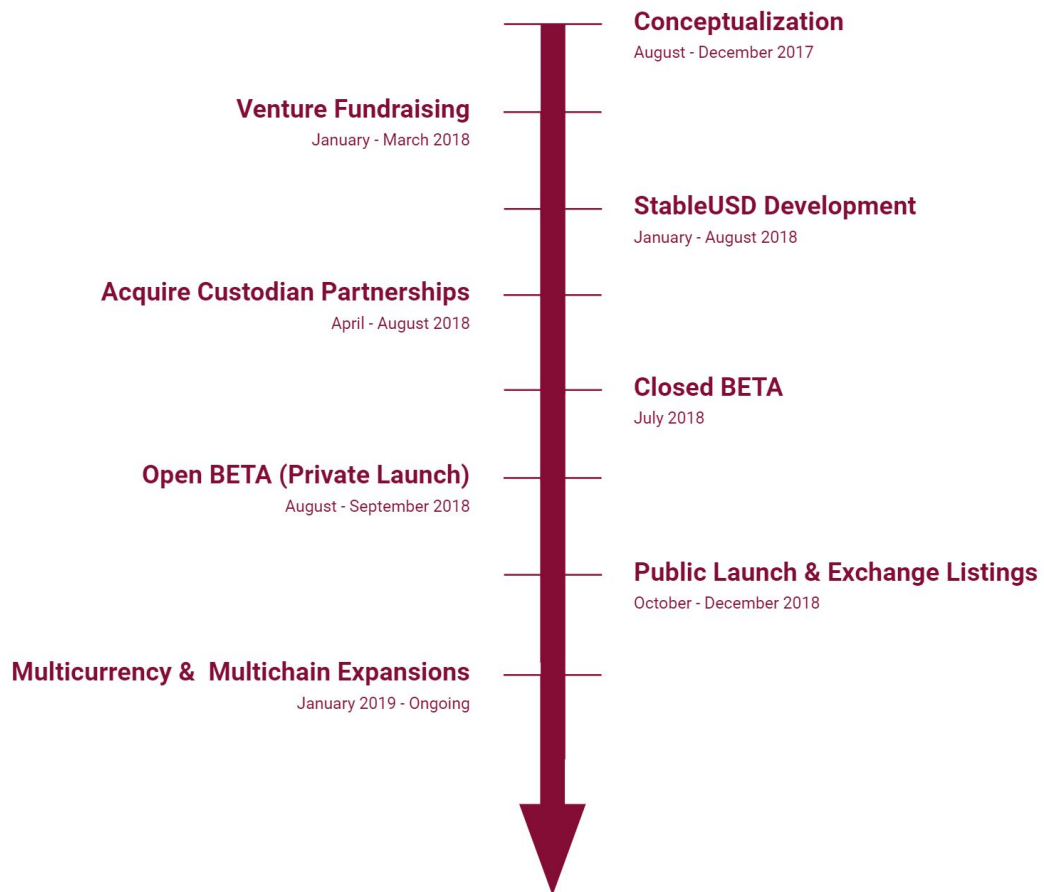 Conceptualization
August - December 2017
Venture Fundraising
January - March 2018
StableUSD Development
January - August 2018
Acquire Custodian Partnerships
April - August 2018
Closed BETA
July 2018
Open BETA (Private Launch)
August - September 2018
Public Launch & Exchange Listings
October - December 2018
Multicurrency &  Multichain Expansions
January 2019 - Ongoing